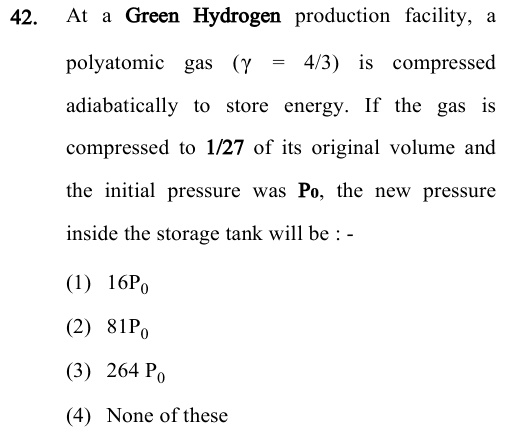 42. At a Green Hydrogen production facility, a
polyatomic gas (γ = 4/3) is compressed
adiabatically to store energy. If the gas is
compressed to 1/27 of its original volume and
the initial pressure was P₀, the new pressure
inside the storage tank will be : -
(1) 16P₀
(2) 81P₀
(3) 264 P₀
(4) None of these